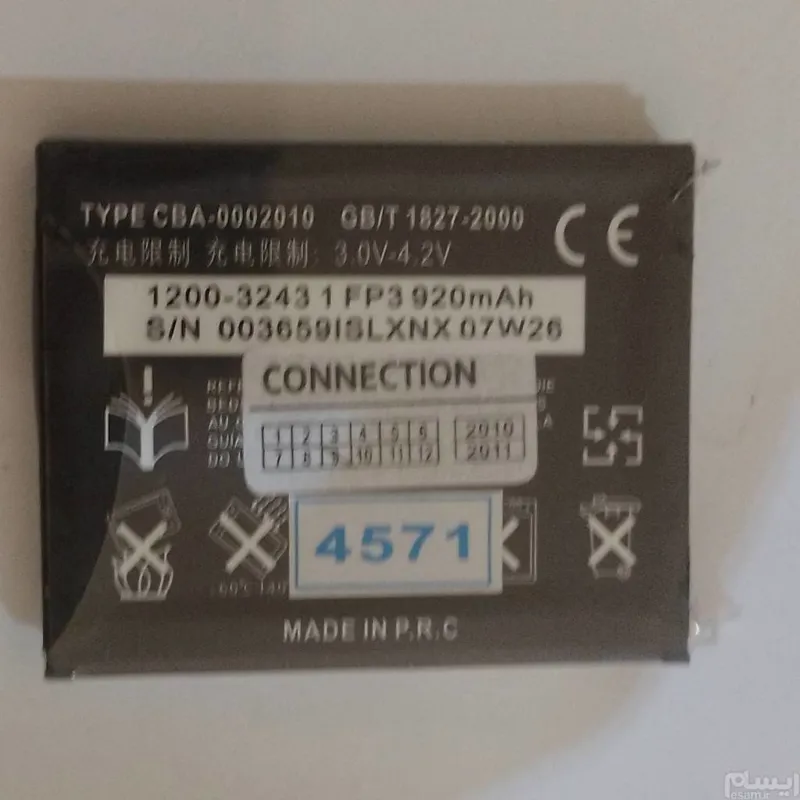 TYPE CBA-0002010 GB/T 1827-2000
充电限制 充电限制: 3.0V-4.2V
CE
1200-3243 1 FP3 920mAh
S/N 003659ISLXNX 07W26
CONNECTION
1 2 3 4 5 6 2010
7 8 9 10 11 12 2011
4571
MADE IN P.R.C
ایسام
esam.ir